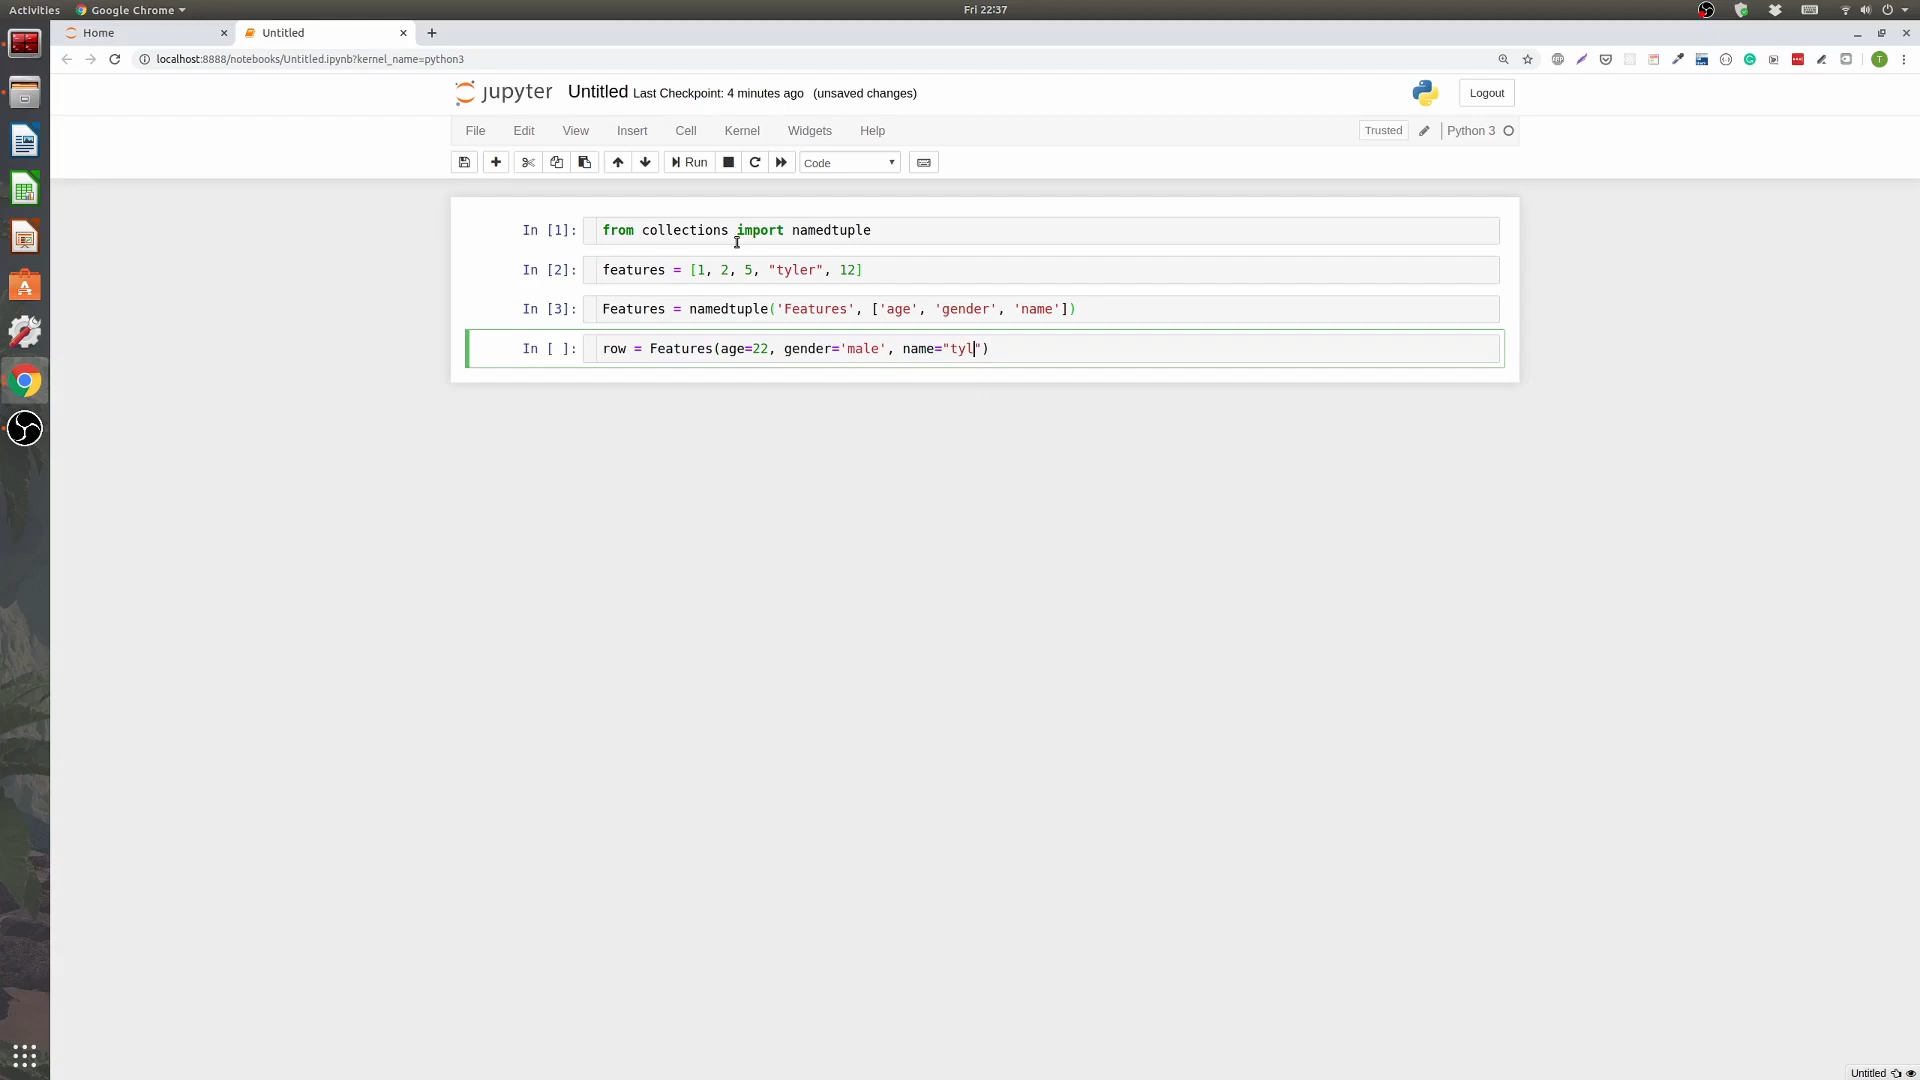 Activities Google Chrome Fri 22:37
Home Untitled
localhost:8888/notebooks/Untitled.ipynb?kernel_name=python3
jupyter Untitled Last Checkpoint: 4 minutes ago (unsaved changes) Logout
File Edit View Insert Cell Kernel Widgets Help Trusted Python 3
Run Code
In [1]: from collections import namedtuple
In [2]: features = [1, 2, 5, "tyler", 12]
In [3]: Features = namedtuple('Features', ['age', 'gender', 'name'])
In [ ]: row = Features(age=22, gender='male', name="tyl")
Untitled